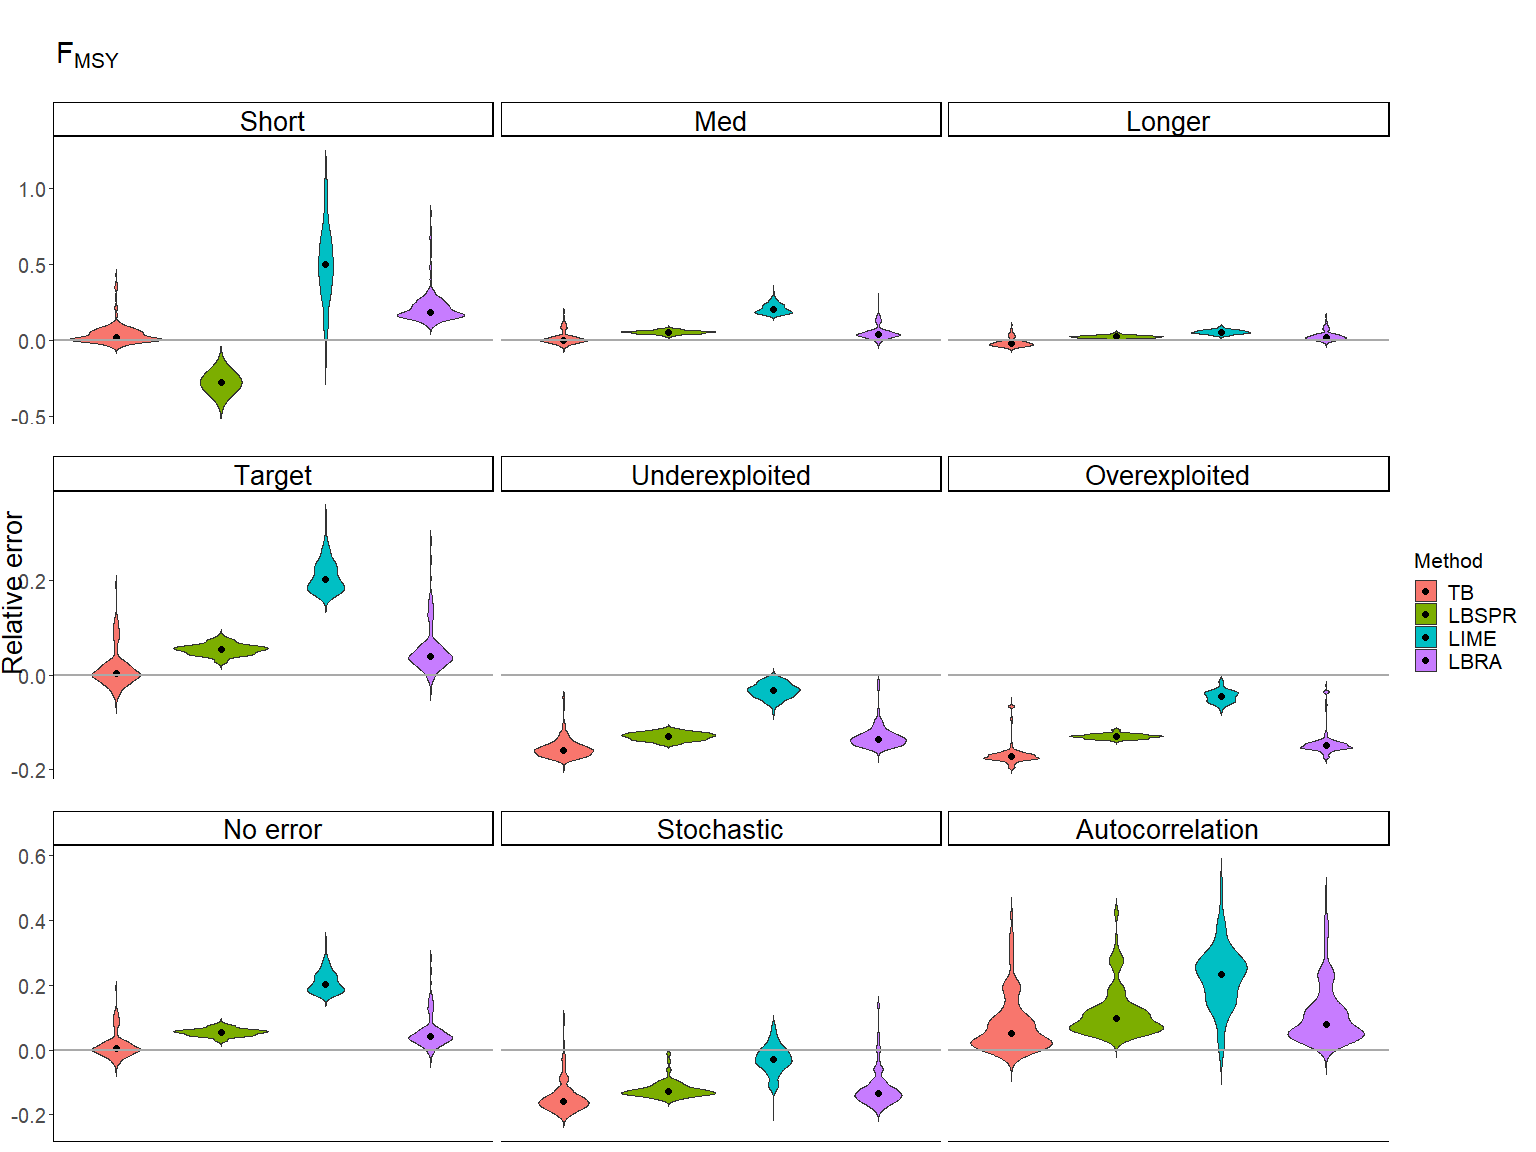 FMSY
Short Med Longer
1.0
0.5
0.0
-0.5
Target Underexploited Overexploited
Relative error
0.2
0.0
-0.2
Method
TB
LBSPR
LIME
LBRA
No error Stochastic Autocorrelation
0.6
0.4
0.2
0.0
-0.2